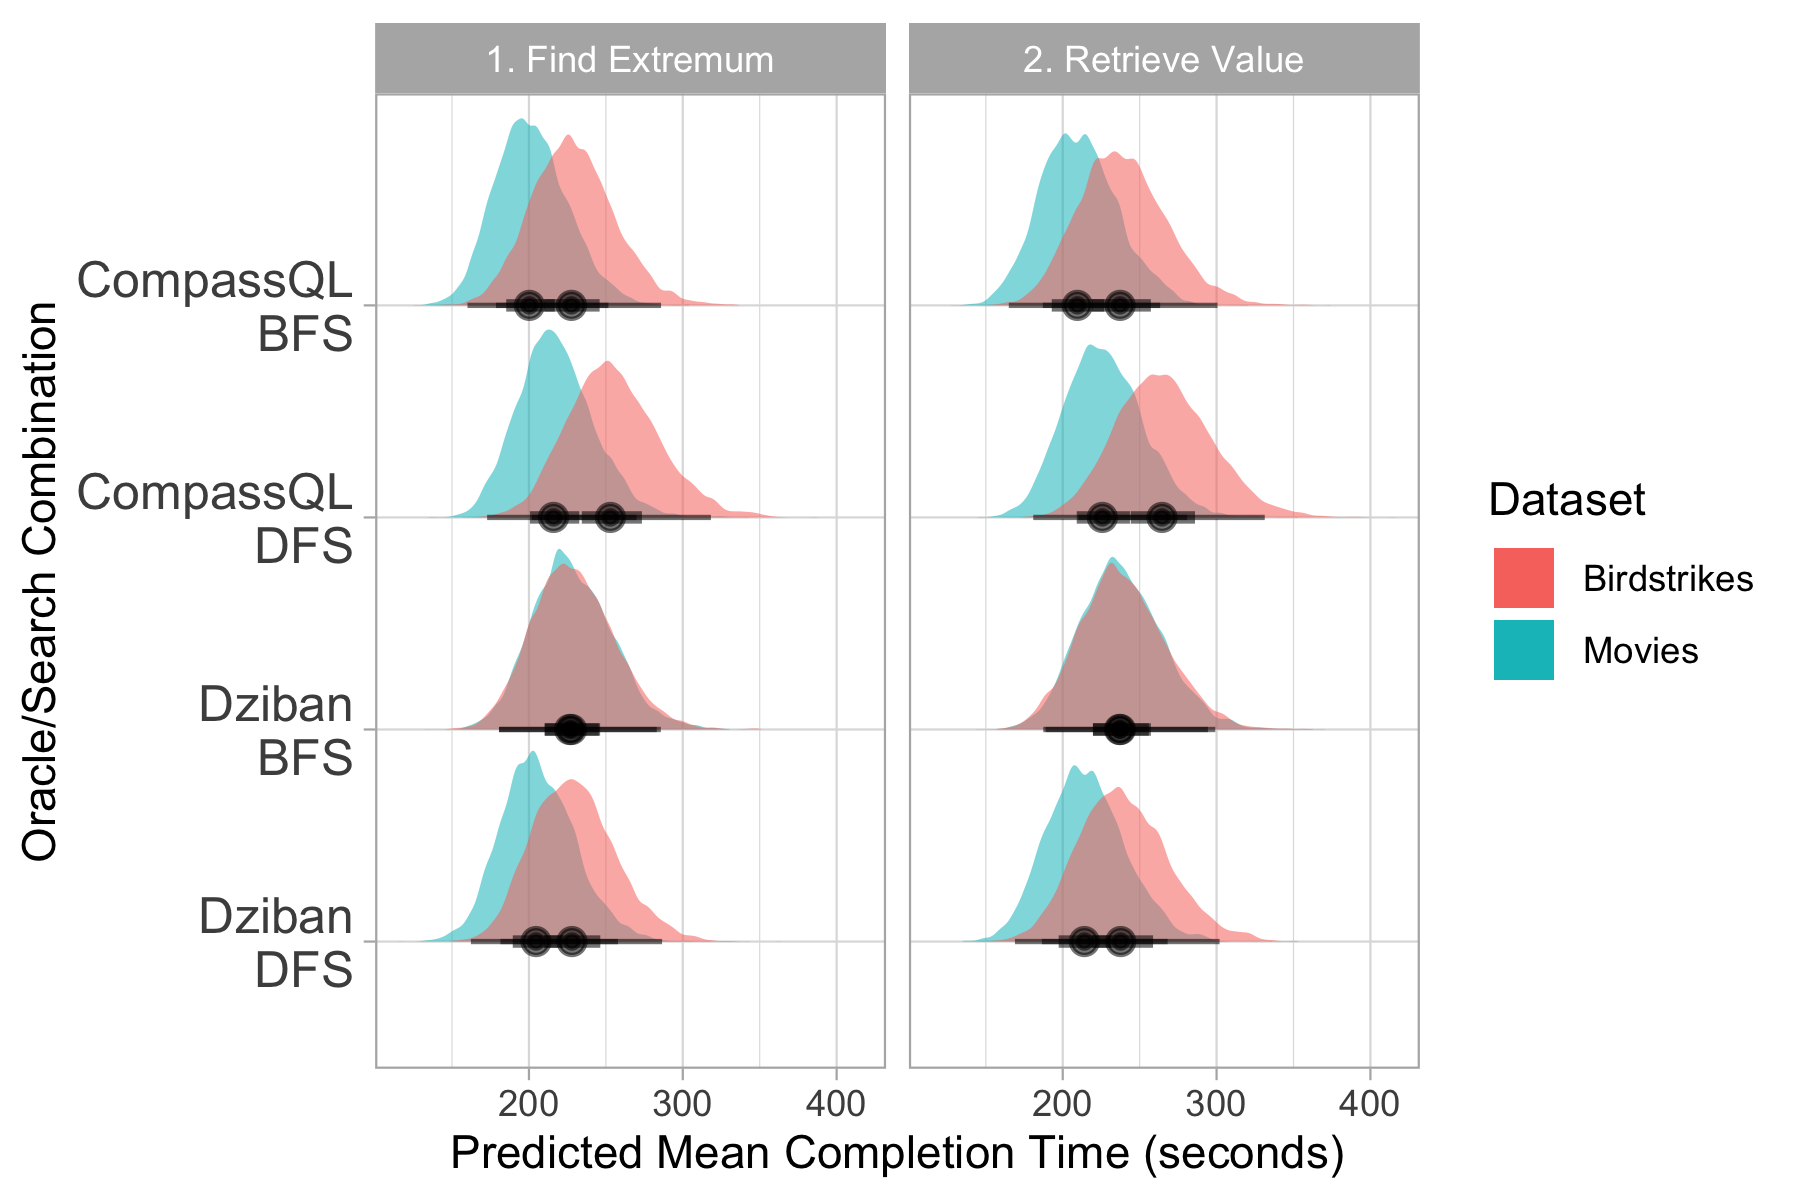 1. Find Extremum
2. Retrieve Value
Oracle/Search Combination
CompassQL
BFS
CompassQL
DFS
Dziban
BFS
Dziban
DFS
Dataset
Birdstrikes
Movies
200 300 400
200 300 400
Predicted Mean Completion Time (seconds)